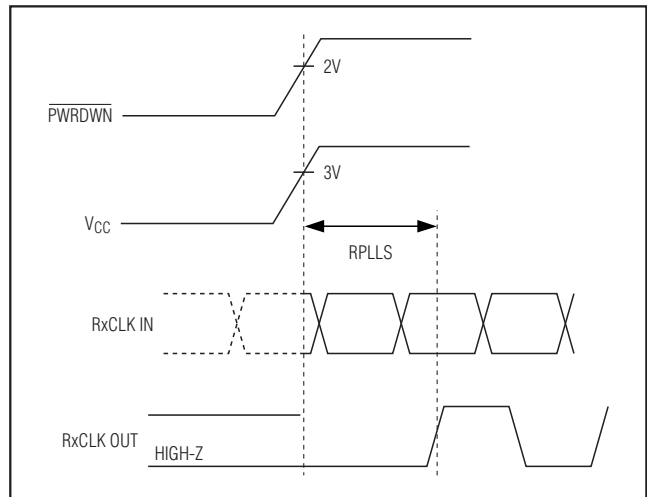 2V
PWRDWN
3V
VCC
RPLLS
RxCLK IN
RxCLK OUT
HIGH-Z